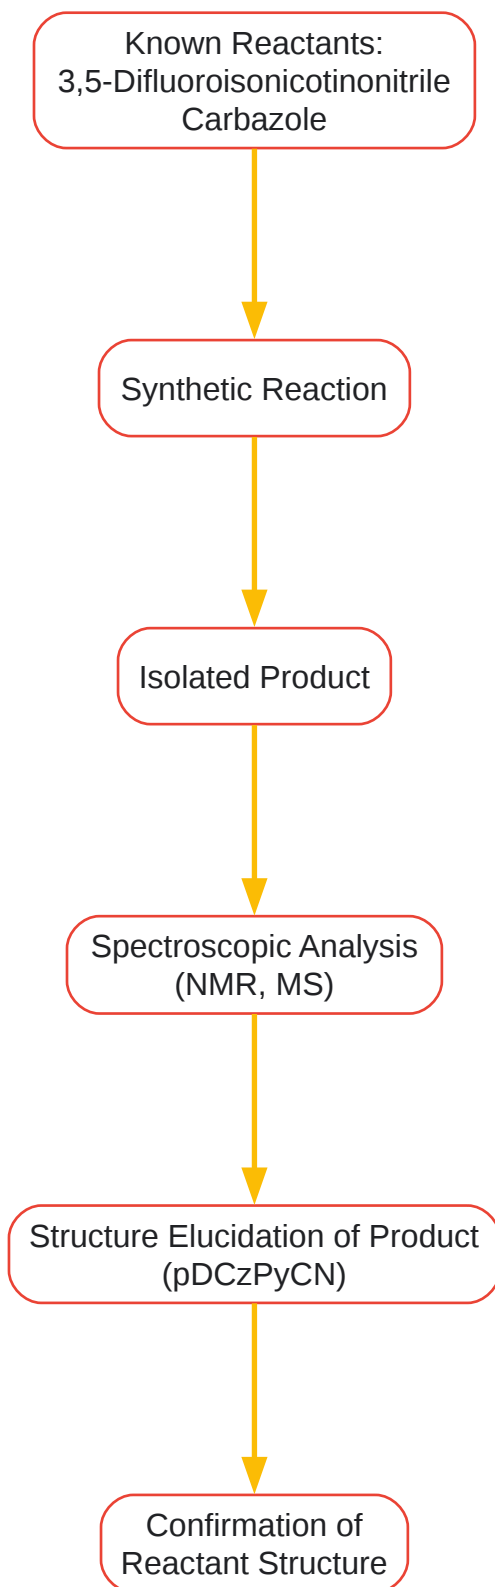 Known Reactants:
3,5-Difluoroisonicotinonitrile
Carbazole
Synthetic Reaction
Isolated Product
Spectroscopic Analysis
(NMR, MS)
Structure Elucidation of Product
(pDCzPyCN)
Confirmation of
Reactant Structure